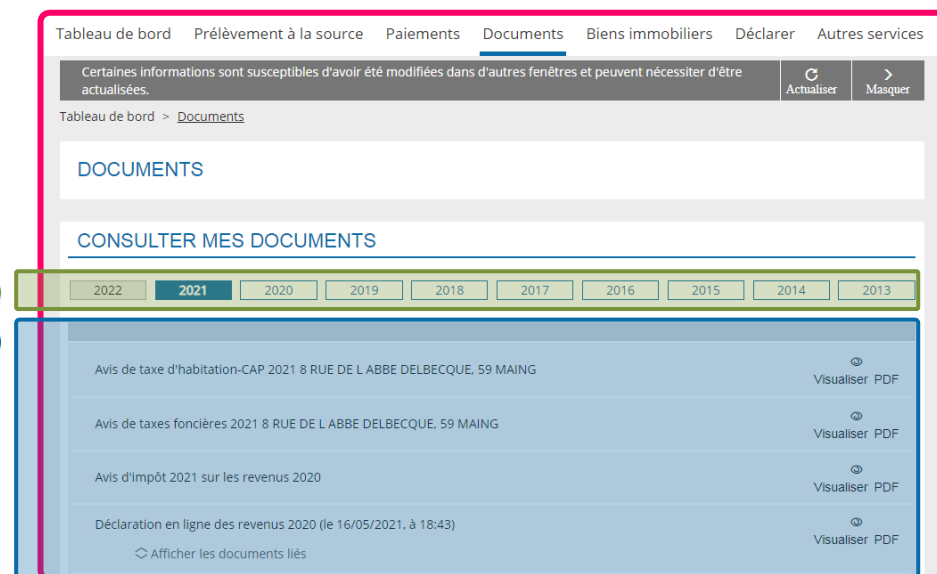 Tableau de bord Prélèvement à la source Paiements Documents Biens immobiliers Déclarer Autres services
Certaines informations sont susceptibles d'avoir été modifiées dans d'autres fenêtres et peuvent nécessiter d'être
actualisées.
Actualiser Masquer
Tableau de bord > Documents
DOCUMENTS
CONSULTER MES DOCUMENTS
2022 2021 2020 2019 2018 2017 2016 2015 2014 2013
Avis de taxe d'habitation-CAP 2021 8 RUE DE L ABBE DELBECQUE, 59 MAING
Visualiser PDF
Avis de taxes foncières 2021 8 RUE DE L ABBE DELBECQUE, 59 MAING
Visualiser PDF
Avis d'impôt 2021 sur les revenus 2020
Visualiser PDF
Déclaration en ligne des revenus 2020 (le 16/05/2021, à 18:43)
Visualiser PDF
Afficher les documents liés